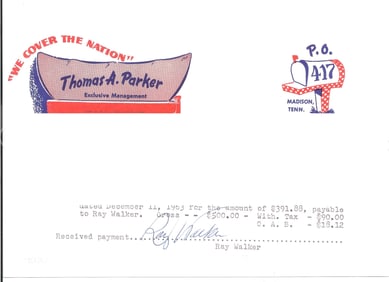 "WE COVER THE NATION"
Thomas A. Parker
Exclusive Management
P.O.
417
MADISON,
TENN.
dated December 11, 1963 for the amount of $391.88, payable
to Ray Walker. Gross - - $500.00 - With. Tax - $90.00
O. A. B. - $18.12
Received payment Ray Walker
Ray Walker